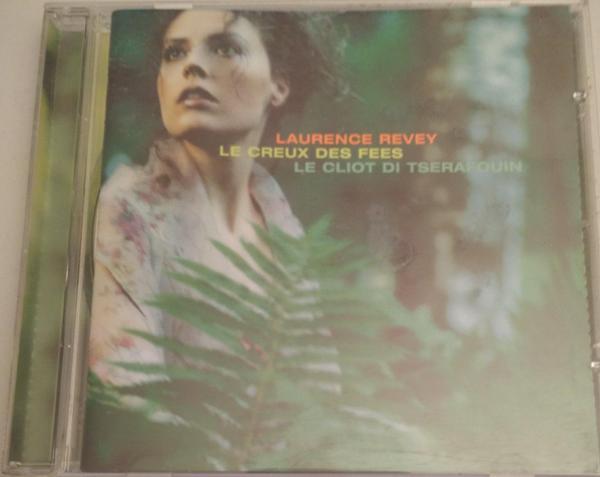 LAURENCE REVEY
LE CREUX DES FEES
LE CLIOT DI TSERAFOUIN